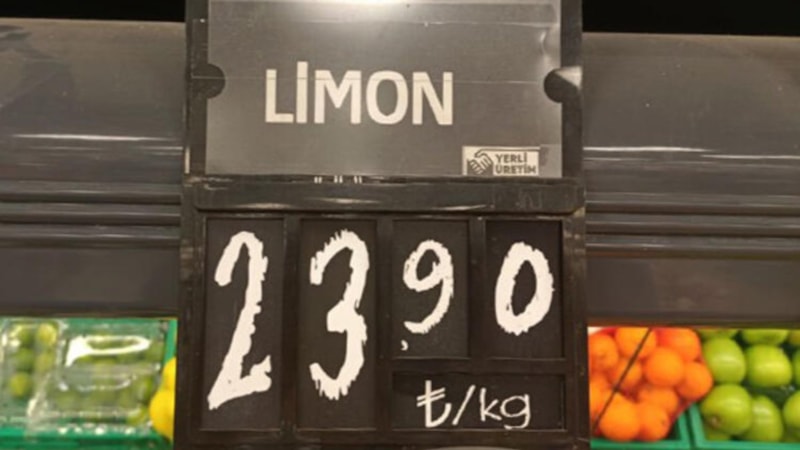 LİMON
YERLİ
ÜRETİM
23,90
₺/kg